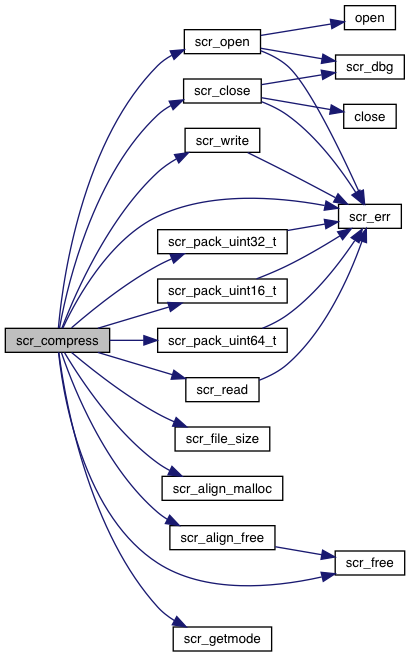 scr_compress
scr_open
scr_close
scr_write
scr_pack_uint32_t
scr_pack_uint16_t
scr_pack_uint64_t
scr_read
scr_file_size
scr_align_malloc
scr_align_free
scr_getmode
open
scr_dbg
close
scr_err
scr_free